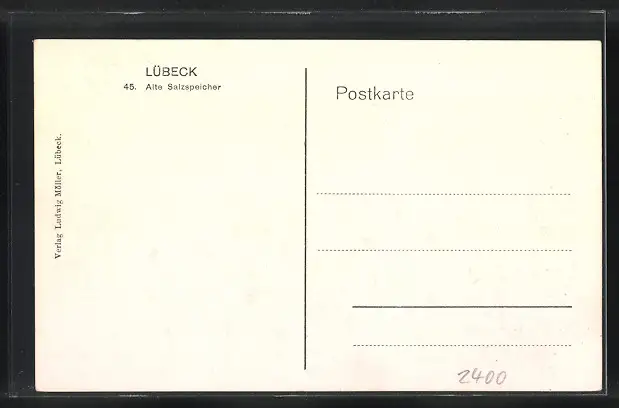 LÜBECK
45. Alte Salzspeicher
Postkarte
Verlag Ludwig Möller, Lübeck.
2400